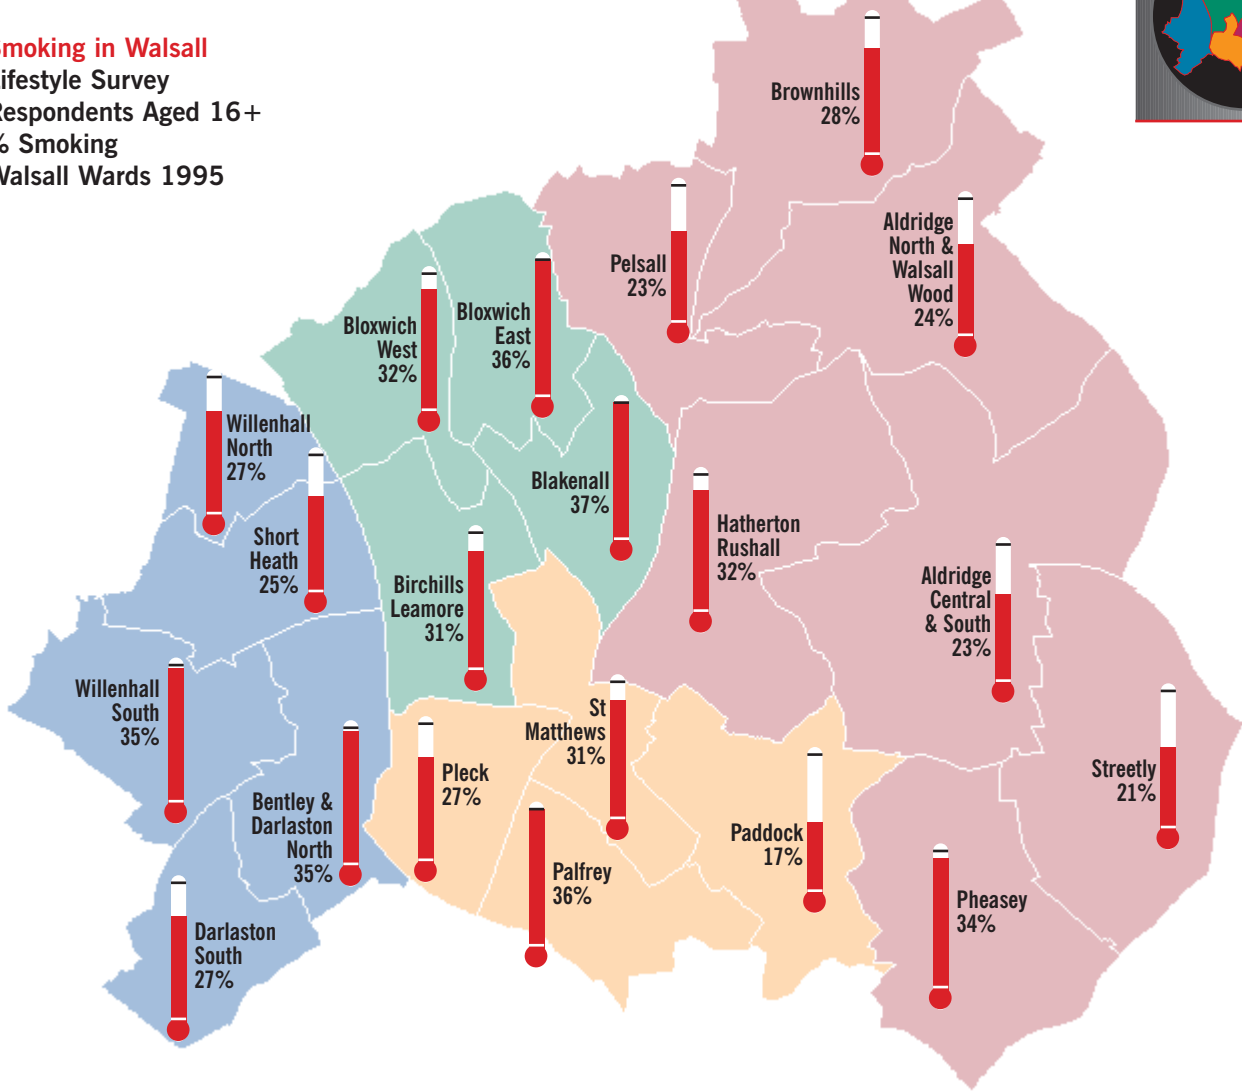 Smoking in Walsall
Lifestyle Survey
Respondents Aged 16+
% Smoking
Walsall Wards 1995
Brownhills
28%
Aldridge
North &
Walsall
Wood
24%
Pelsall
23%
Bloxwich
East
36%
Bloxwich
West
32%
Willenhall
North
27%
Blakenall
37%
Short
Heath
25%
Hatherton
Rushall
32%
Birchills
Leamore
31%
Aldridge
Central
& South
23%
Willenhall
South
35%
St
Matthews
31%
Pleck
27%
Streetly
21%
Bentley &
Darlaston
North
35%
Paddock
17%
Palfrey
36%
Pheasey
34%
Darlaston
South
27%